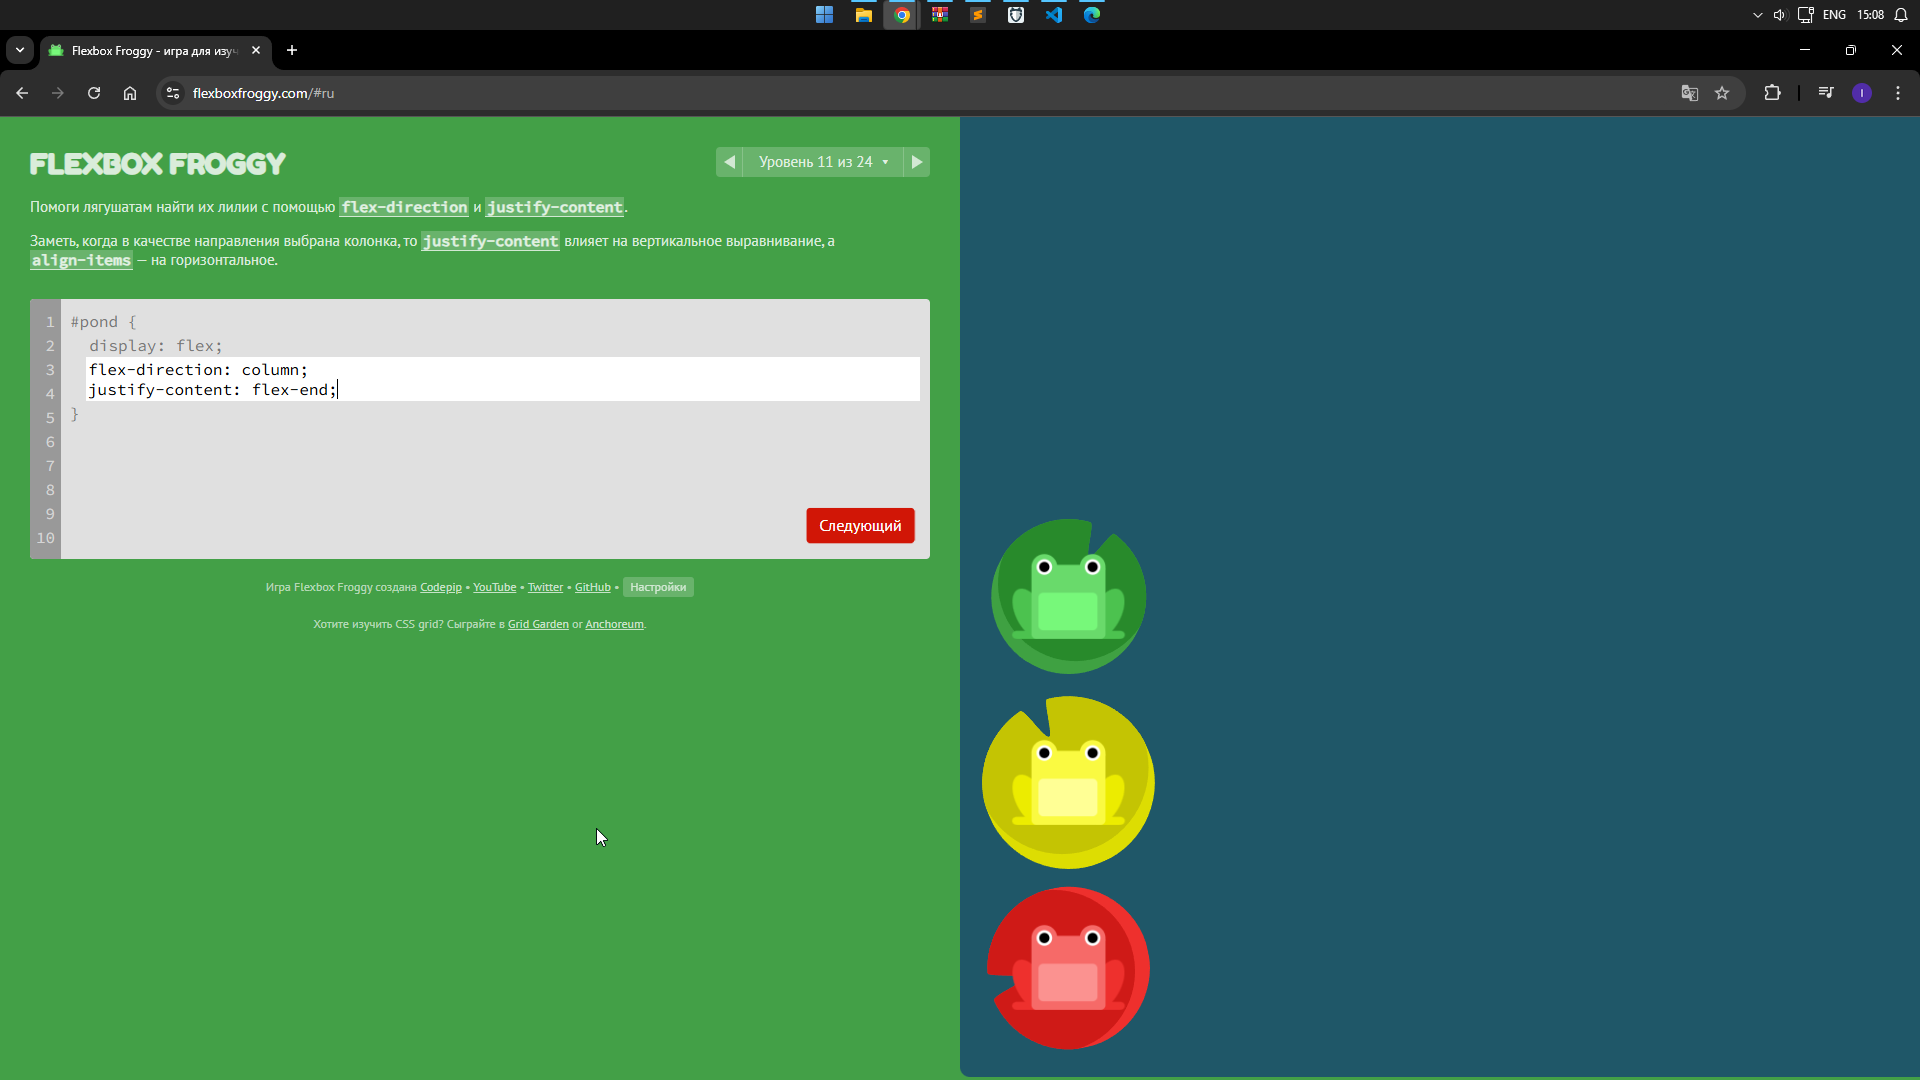 ENG 15:08
Flexbox Froggy - игра для изуч
flexboxfroggy.com/#ru
I
FLEXBOX FROGGY
Уровень 11 из 24
Помоги лягушатам найти их лилии с помощью flex-direction и justify-content.
Заметь, когда в качестве направления выбрана колонка, то justify-content влияет на вертикальное выравнивание, а
align-items — на горизонтальное.
1 #pond {
2 display: flex;
3 flex-direction: column;
4 justify-content: flex-end;
5 }
6
7
8
9
10
Следующий
Игра Flexbox Froggy создана Codepip • YouTube • Twitter • GitHub • Настройки
Хотите изучить CSS grid? Сыграйте в Grid Garden or Anchoreum.